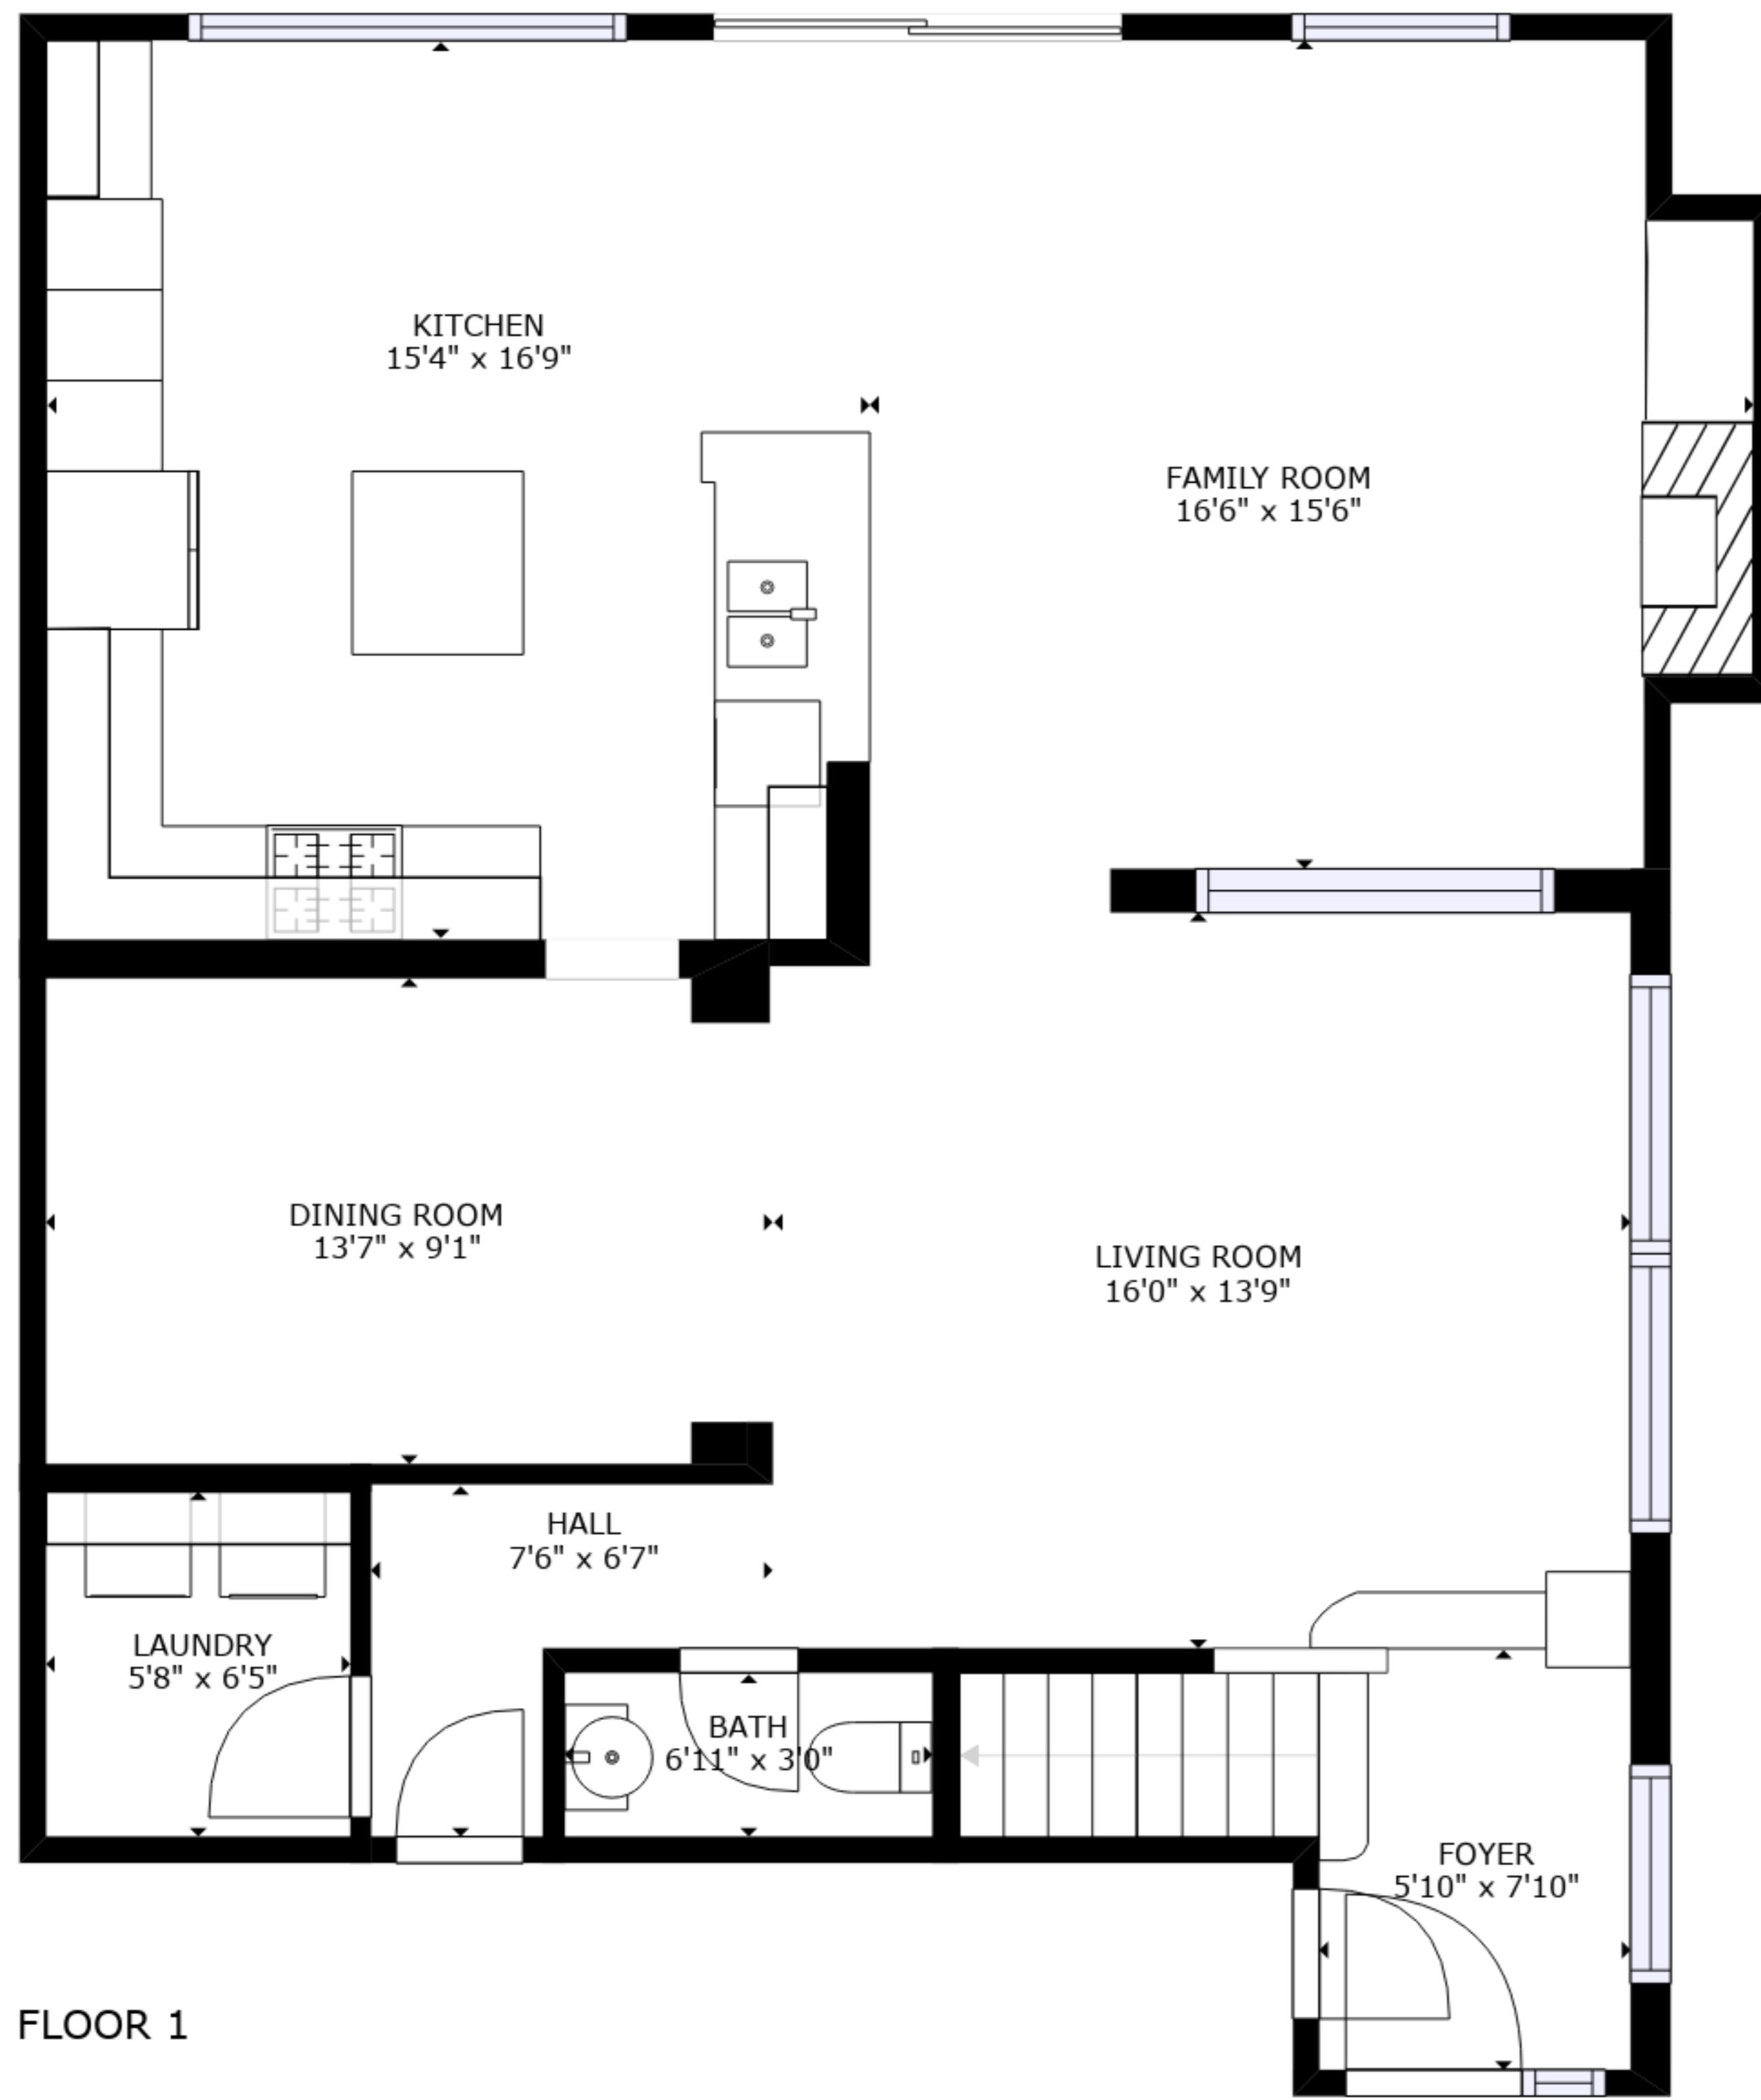 KITCHEN
15'4" x 16'9"
FAMILY ROOM
16'6" x 15'6"
DINING ROOM
13'7" x 9'1"
LIVING ROOM
16'0" x 13'9"
HALL
7'6" x 6'7"
LAUNDRY
5'8" x 6'5"
BATH
6'11" x 3'0"
FOYER
5'10" x 7'10"
FLOOR 1